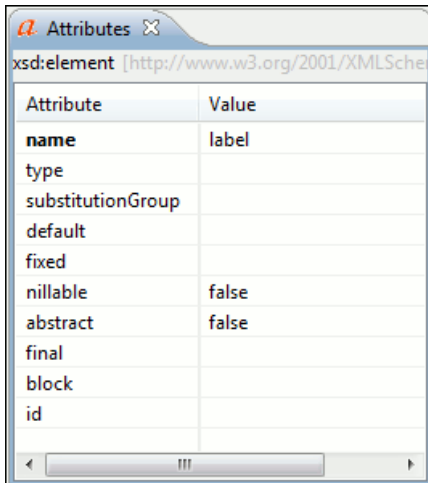 a Attributes
xsd:element [http://www.w3.org/2001/XMLScher
Attribute Value
name label
type
substitutionGroup
default
fixed
nillable false
abstract false
final
block
id